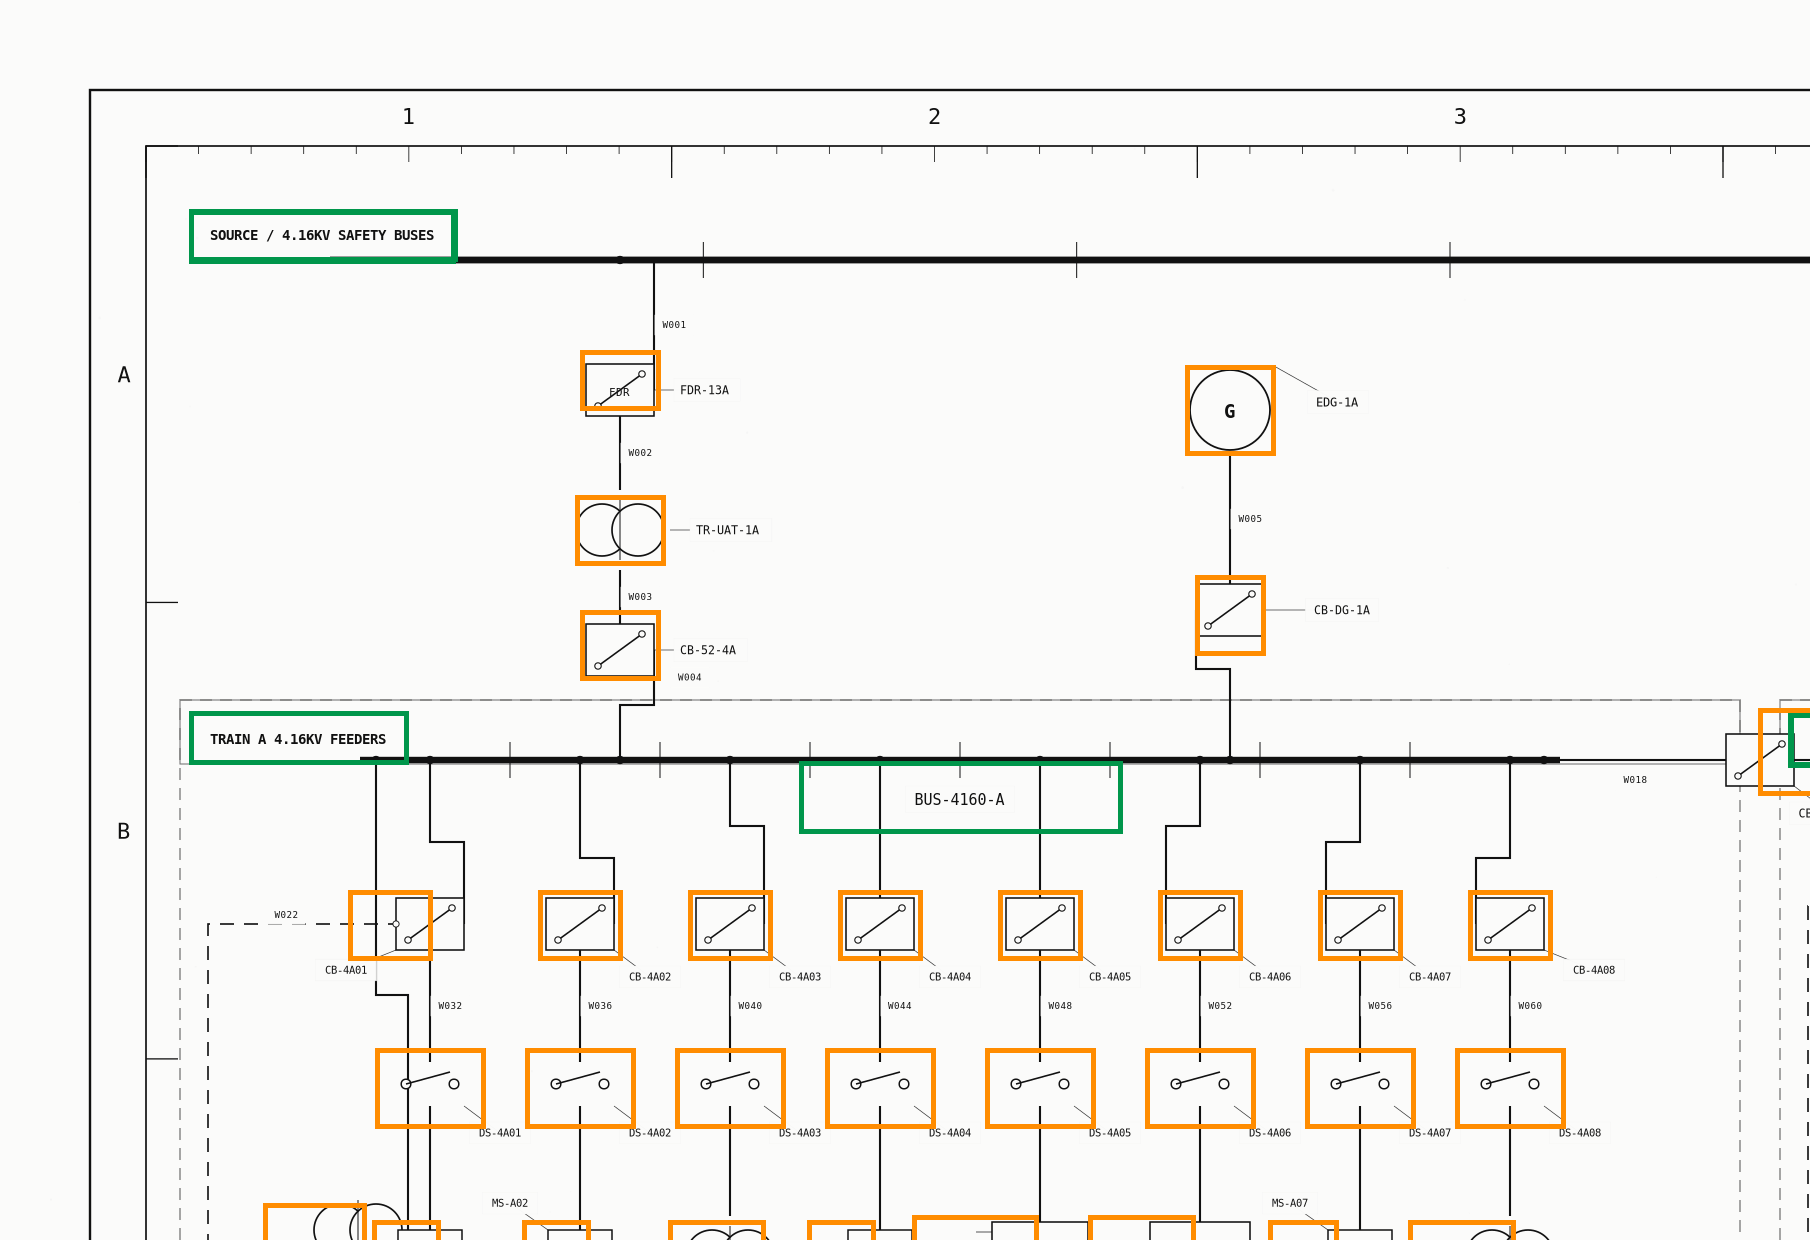 1 2 3
SOURCE / 4.16KV SAFETY BUSES
W001
A
FDR
FDR-13A
G
EDG-1A
W002
W005
TR-UAT-1A
W003
CB-DG-1A
CB-52-4A
W004
TRAIN A 4.16KV FEEDERS
W018
BUS-4160-A
B
W022
CB-4A01 CB-4A02 CB-4A03 CB-4A04 CB-4A05 CB-4A06 CB-4A07 CB-4A08
W032 W036 W040 W044 W048 W052 W056 W060
DS-4A01 DS-4A02 DS-4A03 DS-4A04 DS-4A05 DS-4A06 DS-4A07 DS-4A08
MS-A02 MS-A07